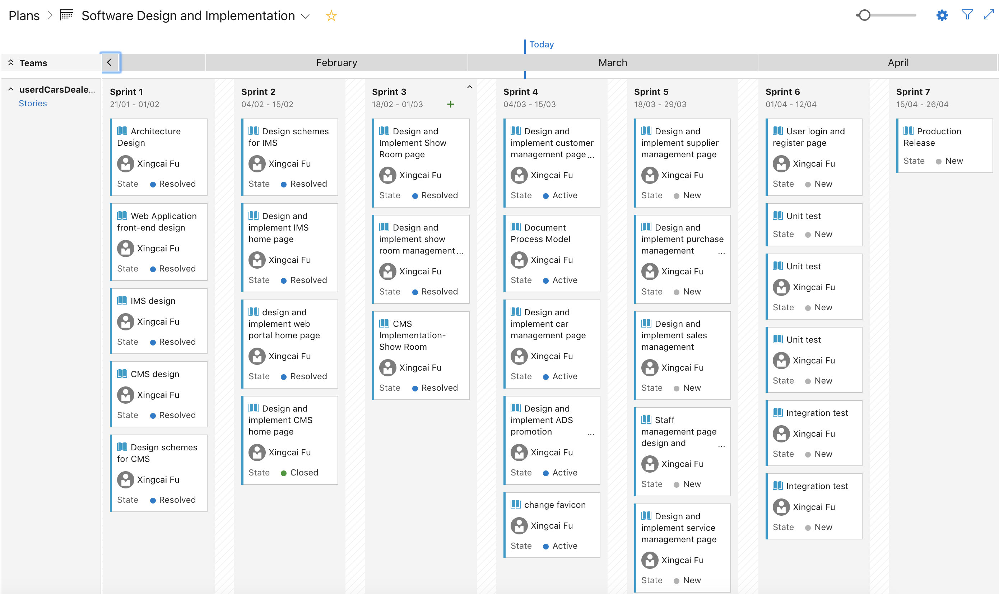 Plans
Software Design and Implementation
Today
Teams
February
March
April
userdCarsDeale...
Stories
Sprint 1
21/01 - 01/02
Architecture
Design
Xingcai Fu
State Resolved
Web Application
front-end design
Xingcai Fu
State Resolved
IMS design
Xingcai Fu
State Resolved
CMS design
Xingcai Fu
State Resolved
Design schemes
for CMS
Xingcai Fu
State Resolved
Sprint 2
04/02 - 15/02
Design schemes
for IMS
Xingcai Fu
State Resolved
Design and
implement IMS
home page
Xingcai Fu
State Resolved
design and
implement web
portal home page
Xingcai Fu
State Resolved
Design and
implement CMS
home page
Xingcai Fu
State Closed
Sprint 3
18/02 - 01/03
Design and
Implement Show
Room page
Xingcai Fu
State Resolved
Design and
implement show
room management...
Xingcai Fu
State Resolved
CMS
Implementation-
Show Room
Xingcai Fu
State Resolved
Sprint 4
04/03 - 15/03
Design and
implement customer
management page...
Xingcai Fu
State Active
Document
Process Model
Xingcai Fu
State Active
Design and
implement car
management page
Xingcai Fu
State Active
Design and
implement ADS
promotion ...
Xingcai Fu
State Active
change favicon
Xingcai Fu
State Active
Sprint 5
18/03 - 29/03
Design and
implement supplier
management page
Xingcai Fu
State New
Design and
implement purchase
management ...
Xingcai Fu
State New
Design and
implement sales
management
Xingcai Fu
State New
Staff
management page
design and ...
Xingcai Fu
State New
Design and
implement service
management page
Xingcai Fu
State New
Sprint 6
01/04 - 12/04
User login and
register page
Xingcai Fu
State New
Unit test
State New
Unit test
Xingcai Fu
State New
Unit test
Xingcai Fu
State New
Integration test
Xingcai Fu
State New
Integration test
Xingcai Fu
State New
Sprint 7
15/04 - 26/04
Production
Release
State New